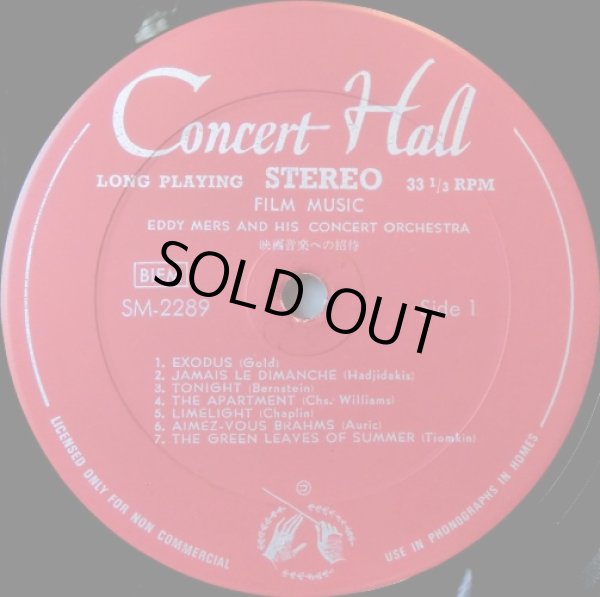 Concert Hall
LONG PLAYING STEREO 33 1/3 RPM
FILM MUSIC
EDDY MERS AND HIS CONCERT ORCHESTRA
映画音楽への招待
BIEM
SOLD OUT
SM-2289 Side 1
1. EXODUS (Gold)
2. JAMAIS LE DIMANCHE (Hadjidakis)
3. TONIGHT (Bernstein)
4. THE APARTMENT (Chs. Williams)
5. LIMELIGHT (Chaplin)
6. AIMEZ-VOUS BRAHMS (Auric)
7. THE GREEN LEAVES OF SUMMER (Tiomkin)
LICENSED ONLY FOR NON COMMERCIAL
USE IN PHONOGRAPHS IN HOMES